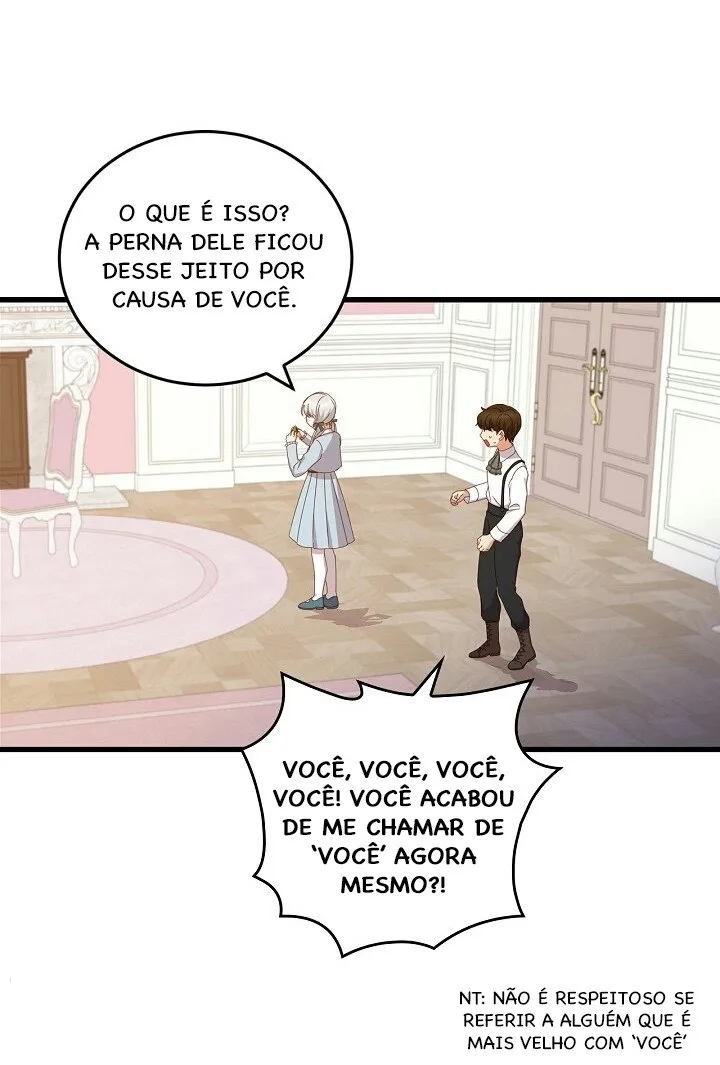 O QUE É ISSO?
A PERNA DELE FICOU
DESSE JEITO POR
CAUSA DE VOCÊ.
VOCÊ, VOCÊ, VOCÊ,
VOCÊ! VOCÊ ACABOU
DE ME CHAMAR DE
‘VOCÊ’ AGORA
MESMO?!
NT: NÃO É RESPEITOSO SE
REFERIR A ALGUÉM QUE É
MAIS VELHO COM ‘VOCÊ’